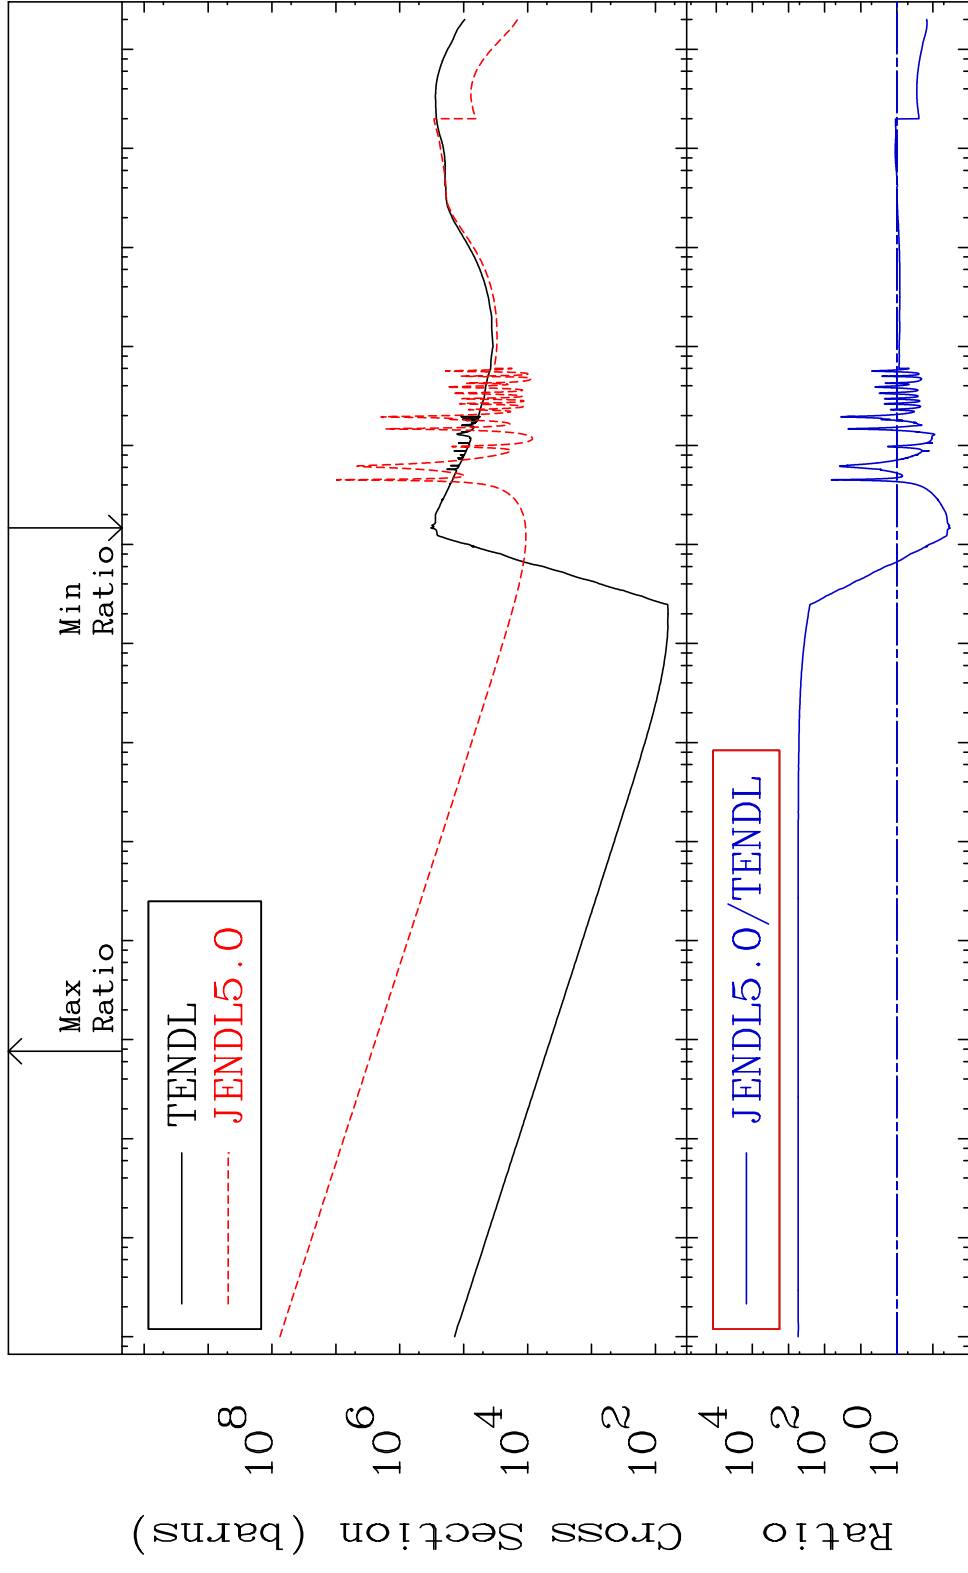 Max
Ratio
Min
Ratio
TENDL
JENDL5.0
10 8
10 6
10 4
10 2
Cross Section (barns)
JENDL5.0/TENDL
10 4
10 2
10 0
Ratio